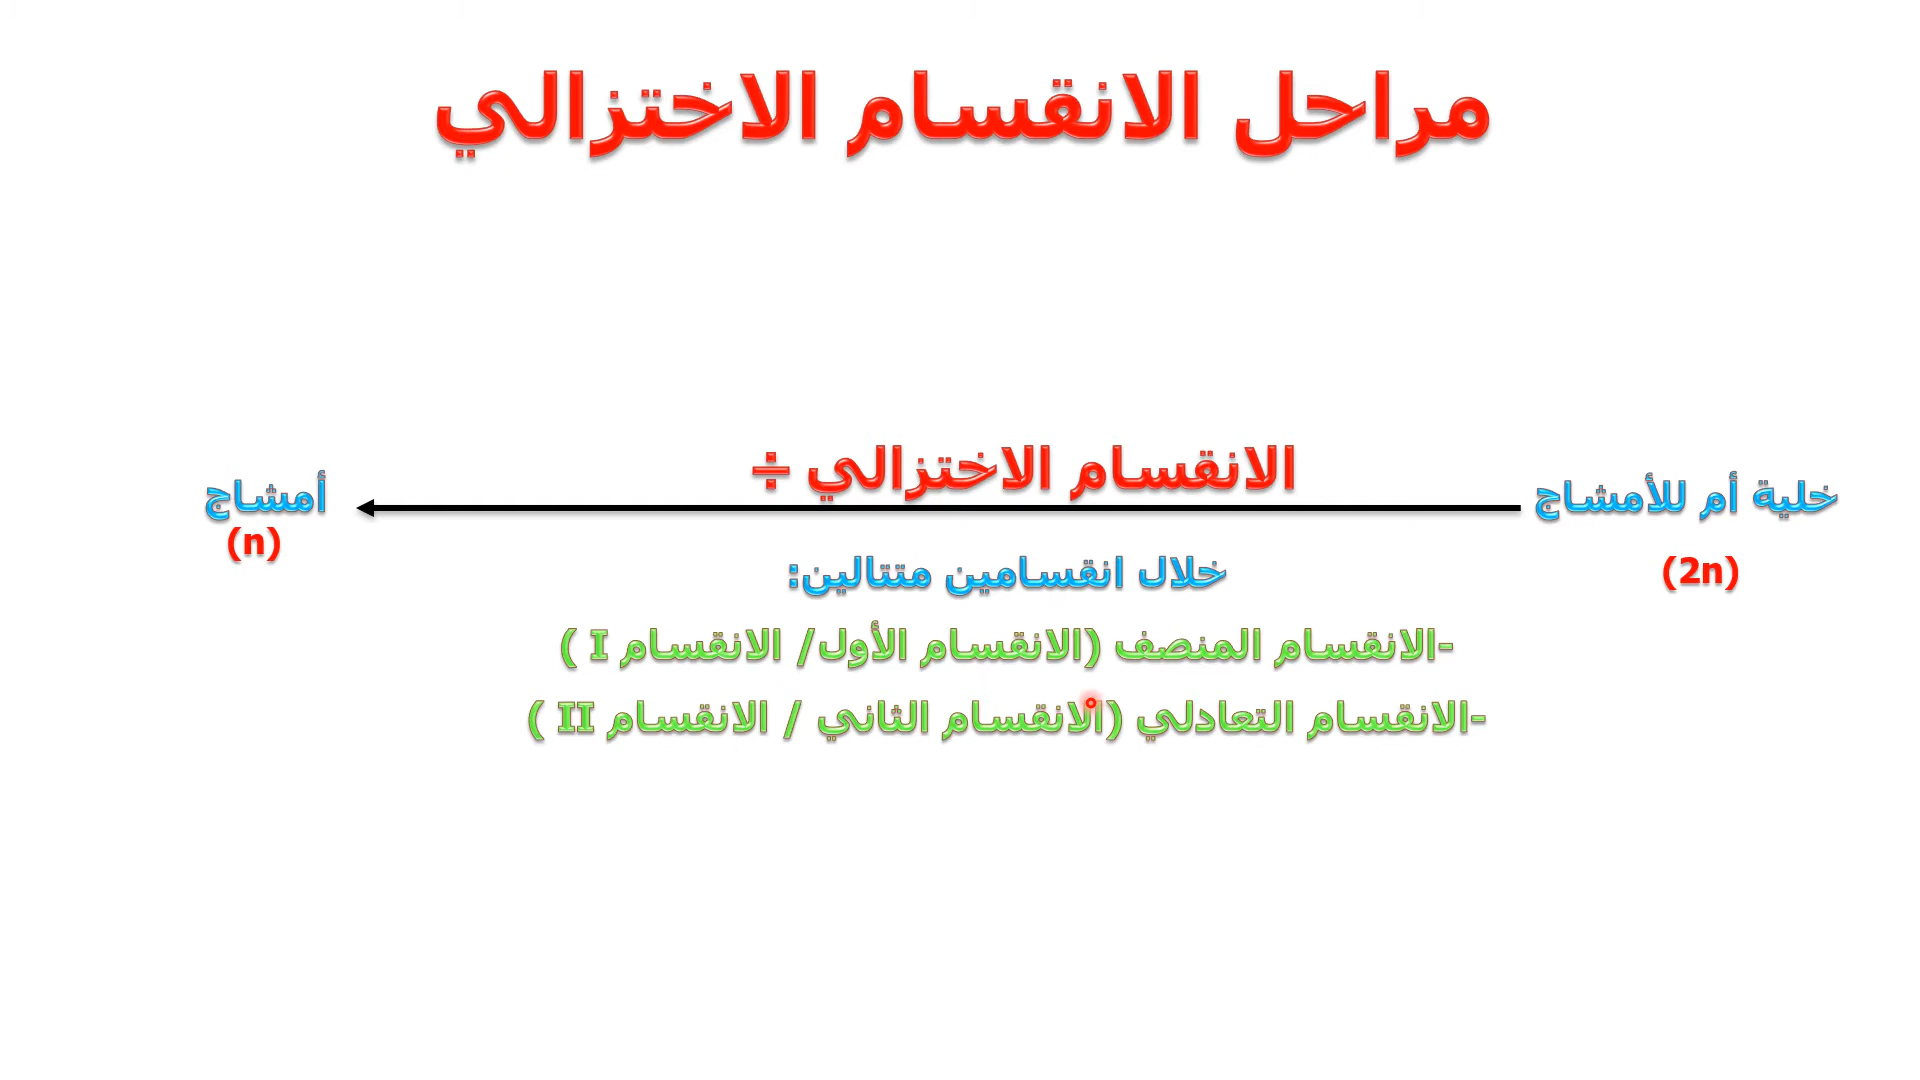 مراحل الانقسام الاختزالي
الانقسام الاختزالي ÷
خلية أم للأمشاج
(2n)
أمشاج
(n)
خلال انقسامين متتالين:
-الانقسام المنصف (الانقسام الأول/ الانقسام I )
-الانقسام التعادلي (الانقسام الثاني / الانقسام II )